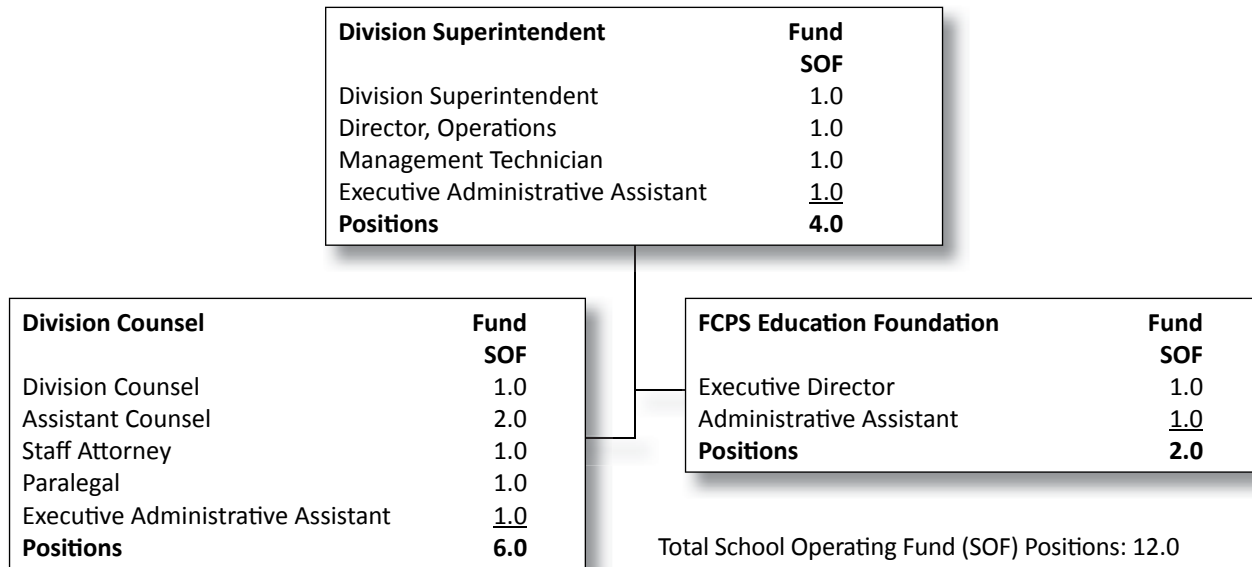 Division Superintendent Fund
SOF
Division Superintendent 1.0
Director, Operations 1.0
Management Technician 1.0
Executive Administrative Assistant 1.0
Positions 4.0
Division Counsel Fund
SOF
Division Counsel 1.0
Assistant Counsel 2.0
Staff Attorney 1.0
Paralegal 1.0
Executive Administrative Assistant 1.0
Positions 6.0
FCPS Education Foundation Fund
SOF
Executive Director 1.0
Administrative Assistant 1.0
Positions 2.0
Total School Operating Fund (SOF) Positions: 12.0